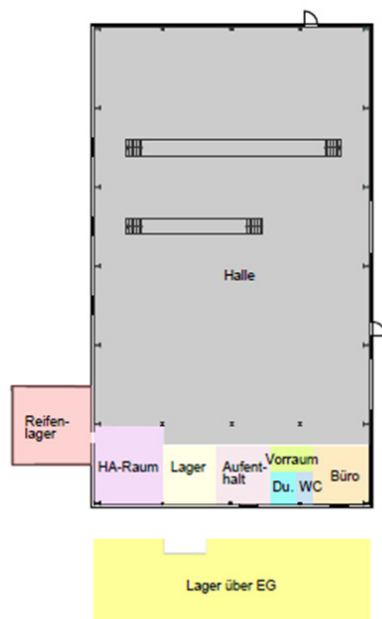 Halle
Reifen-
lager
HA-Raum
Lager
Aufent-
halt
Vorraum
Du.
WC
Büro
Lager über EG